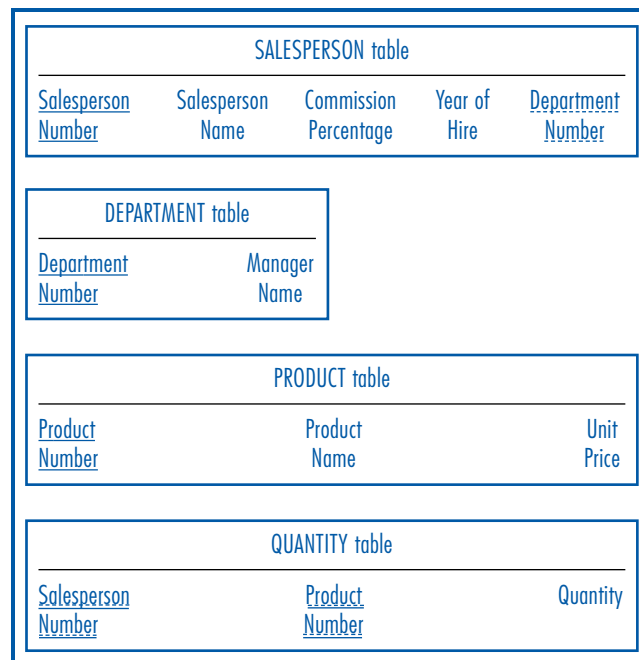 SALESPERSON table
Salesperson Salesperson Commission Year of Department
Number Name Percentage Hire Number
DEPARTMENT table
Department Manager
Number Name
PRODUCT table
Product Product Unit
Number Name Price
QUANTITY table
Salesperson Product Quantity
Number Number